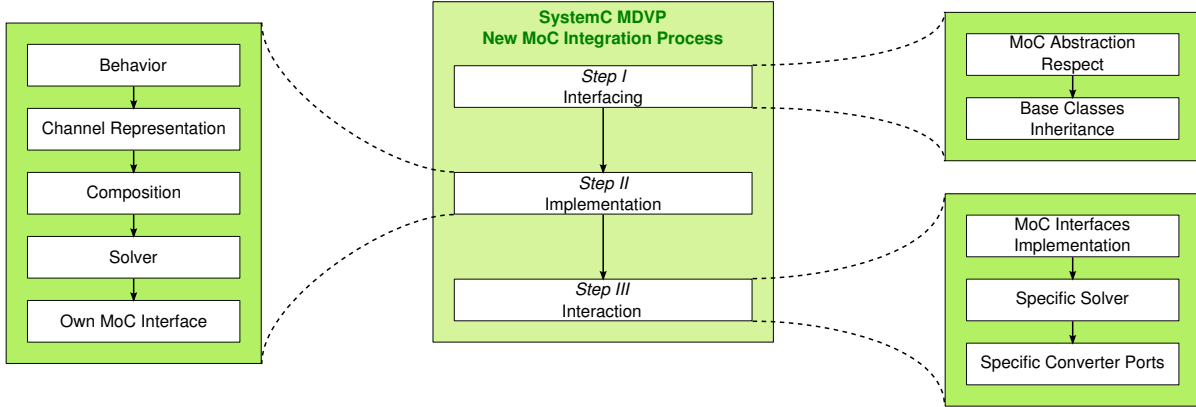 Behavior
Channel Representation
Composition
Solver
Own MoC Interface
SystemC MDVP
New MoC Integration Process
Step I
Interfacing
Step II
Implementation
Step III
Interaction
MoC Abstraction
Respect
Base Classes
Inheritance
MoC Interfaces
Implementation
Specific Solver
Specific Converter Ports